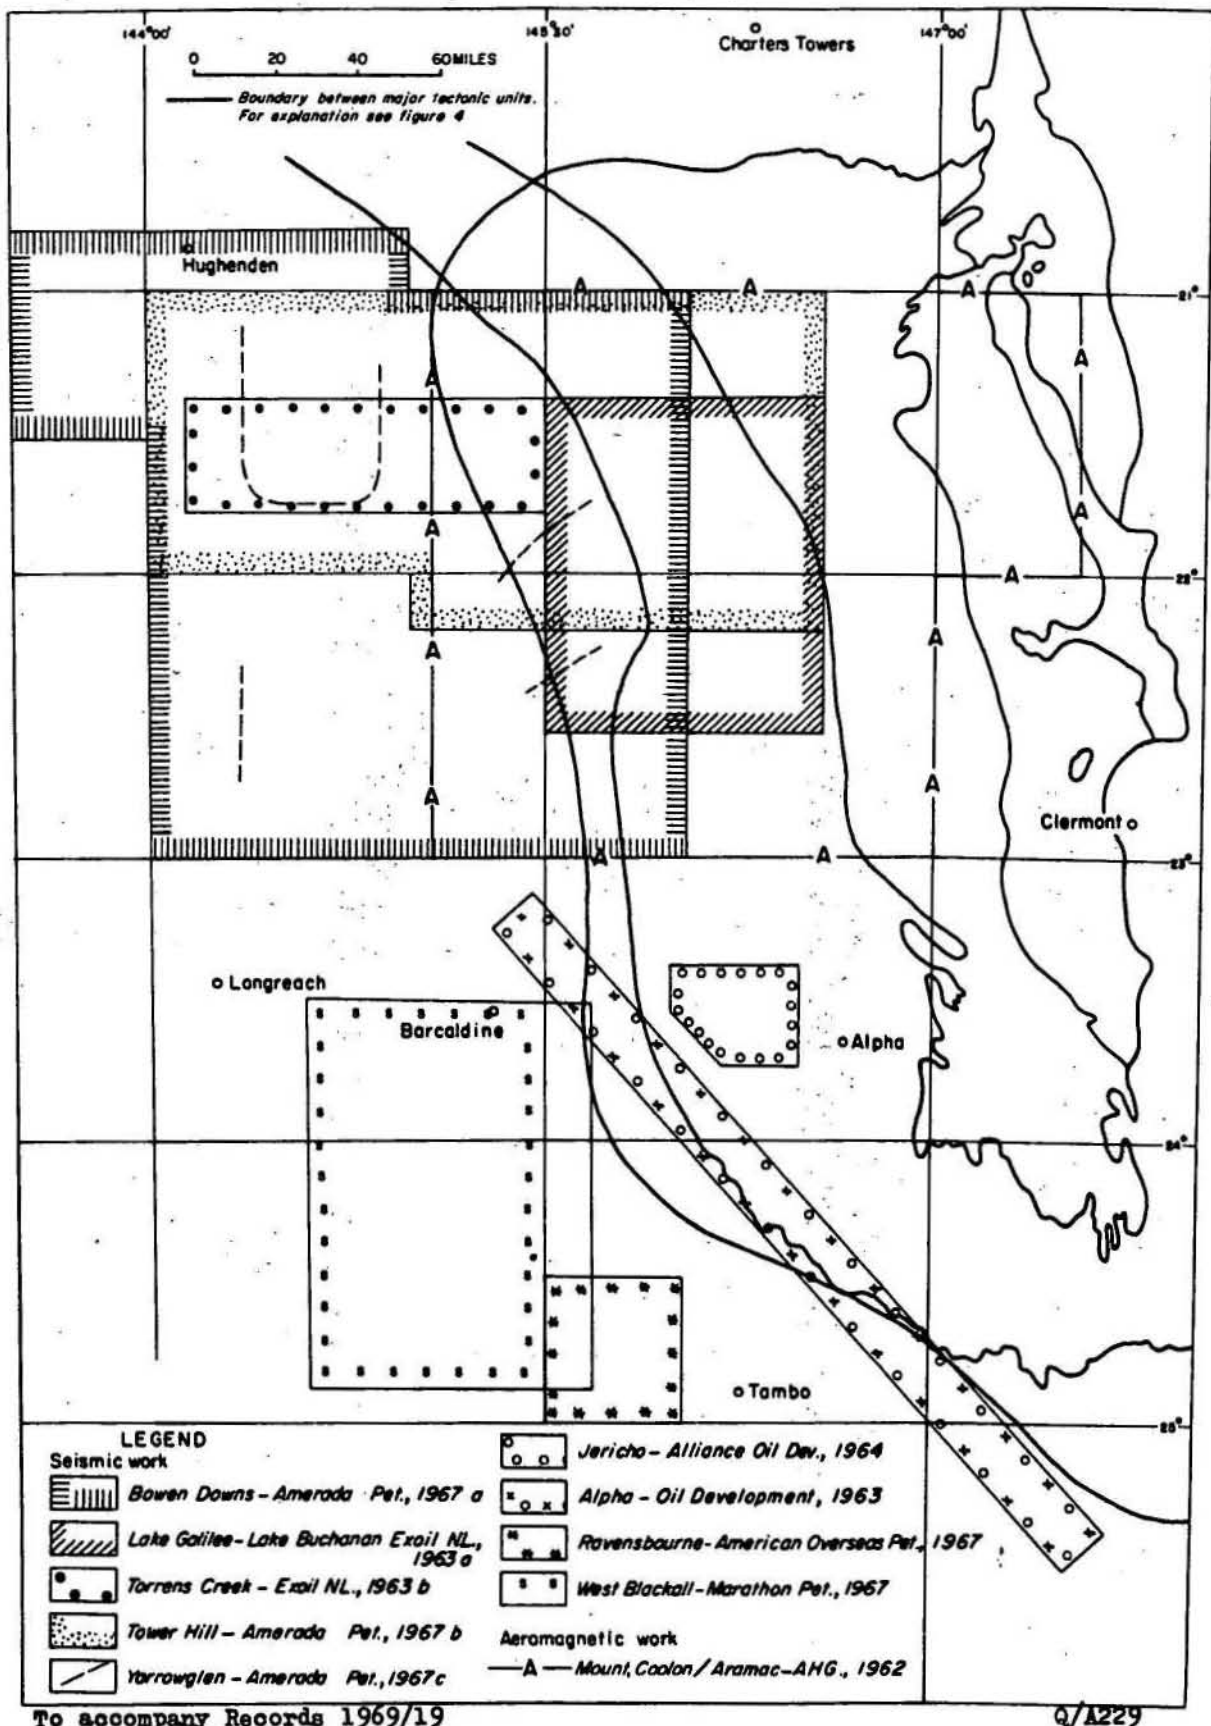 144°00'
145°30'
147°00'
Charters Towers
0 20 40 60 MILES
Boundary between major tectonic units.
For explanation see figure 4
Hughenden
A A A
21°
A
A
A
A
A
22°
A
A
A
A
Clermont
A A
23°
Longreach
Barcaldine
Alpha
24°
Tambo
25°
LEGEND
Seismic work
Bowen Downs - Amerada Pet., 1967 a
Lake Galilee - Lake Buchanan Exoil NL.,
1963 a
Torrens Creek - Exoil NL., 1963 b
Tower Hill - Amerada Pet., 1967 b
Yarrowglen - Amerada Pet., 1967 c
Jericho - Alliance Oil Dev., 1964
Alpha - Oil Development, 1963
Ravensbourne - American Overseas Pet., 1967
West Blackall - Marathon Pet., 1967
Aeromagnetic work
A Mount, Coolon / Aramac - AHG., 1962
To accompany Records 1969/19
Q/A229